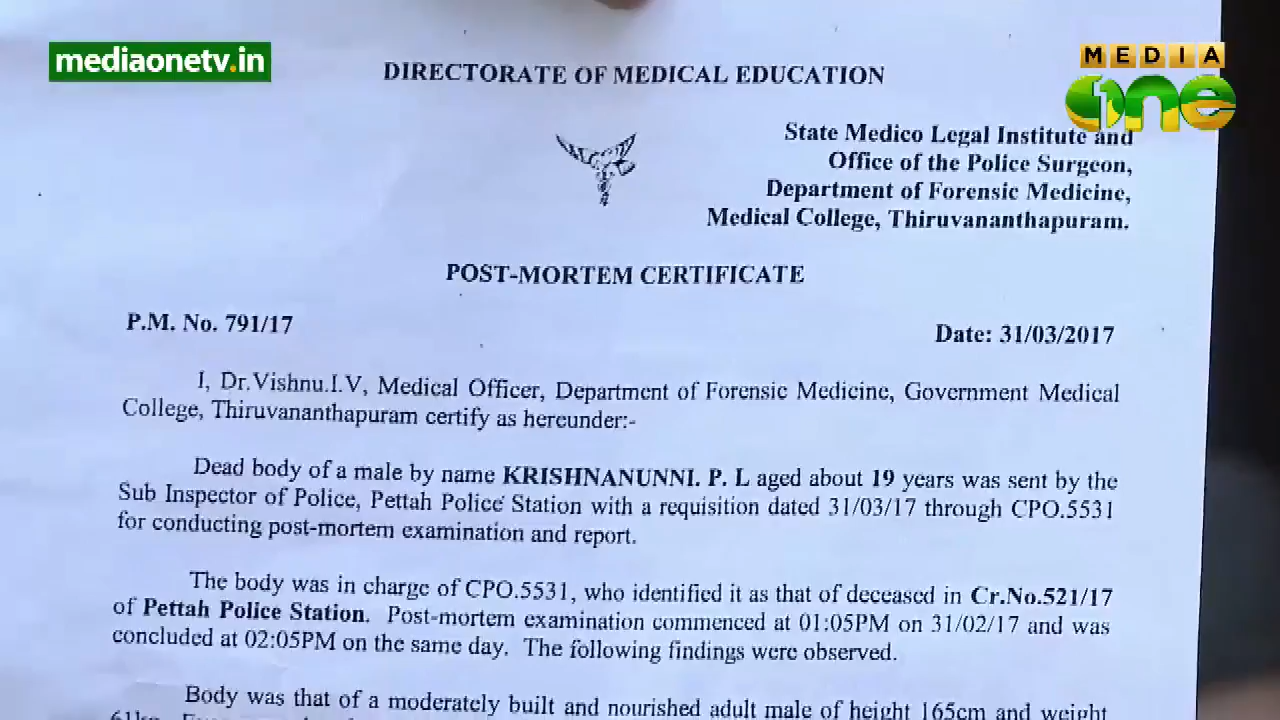 mediaonetv.in
MEDIA
one
DIRECTORATE OF MEDICAL EDUCATION
State Medico Legal Institute and
Office of the Police Surgeon,
Department of Forensic Medicine,
Medical College, Thiruvananthapuram.
POST-MORTEM CERTIFICATE
P.M. No. 791/17
Date: 31/03/2017
I, Dr.Vishnu.I.V, Medical Officer, Department of Forensic Medicine, Government Medical
College, Thiruvananthapuram certify as hereunder:-
Dead body of a male by name KRISHNANUNNI. P. L aged about 19 years was sent by the
Sub Inspector of Police, Pettah Police Station with a requisition dated 31/03/17 through CPO.5531
for conducting post-mortem examination and report.
The body was in charge of CPO.5531, who identified it as that of deceased in Cr.No.521/17
of Pettah Police Station. Post-mortem examination commenced at 01:05PM on 31/02/17 and was
concluded at 02:05PM on the same day. The following findings were observed.
Body was that of a moderately built and nourished adult male of height 165cm and weight